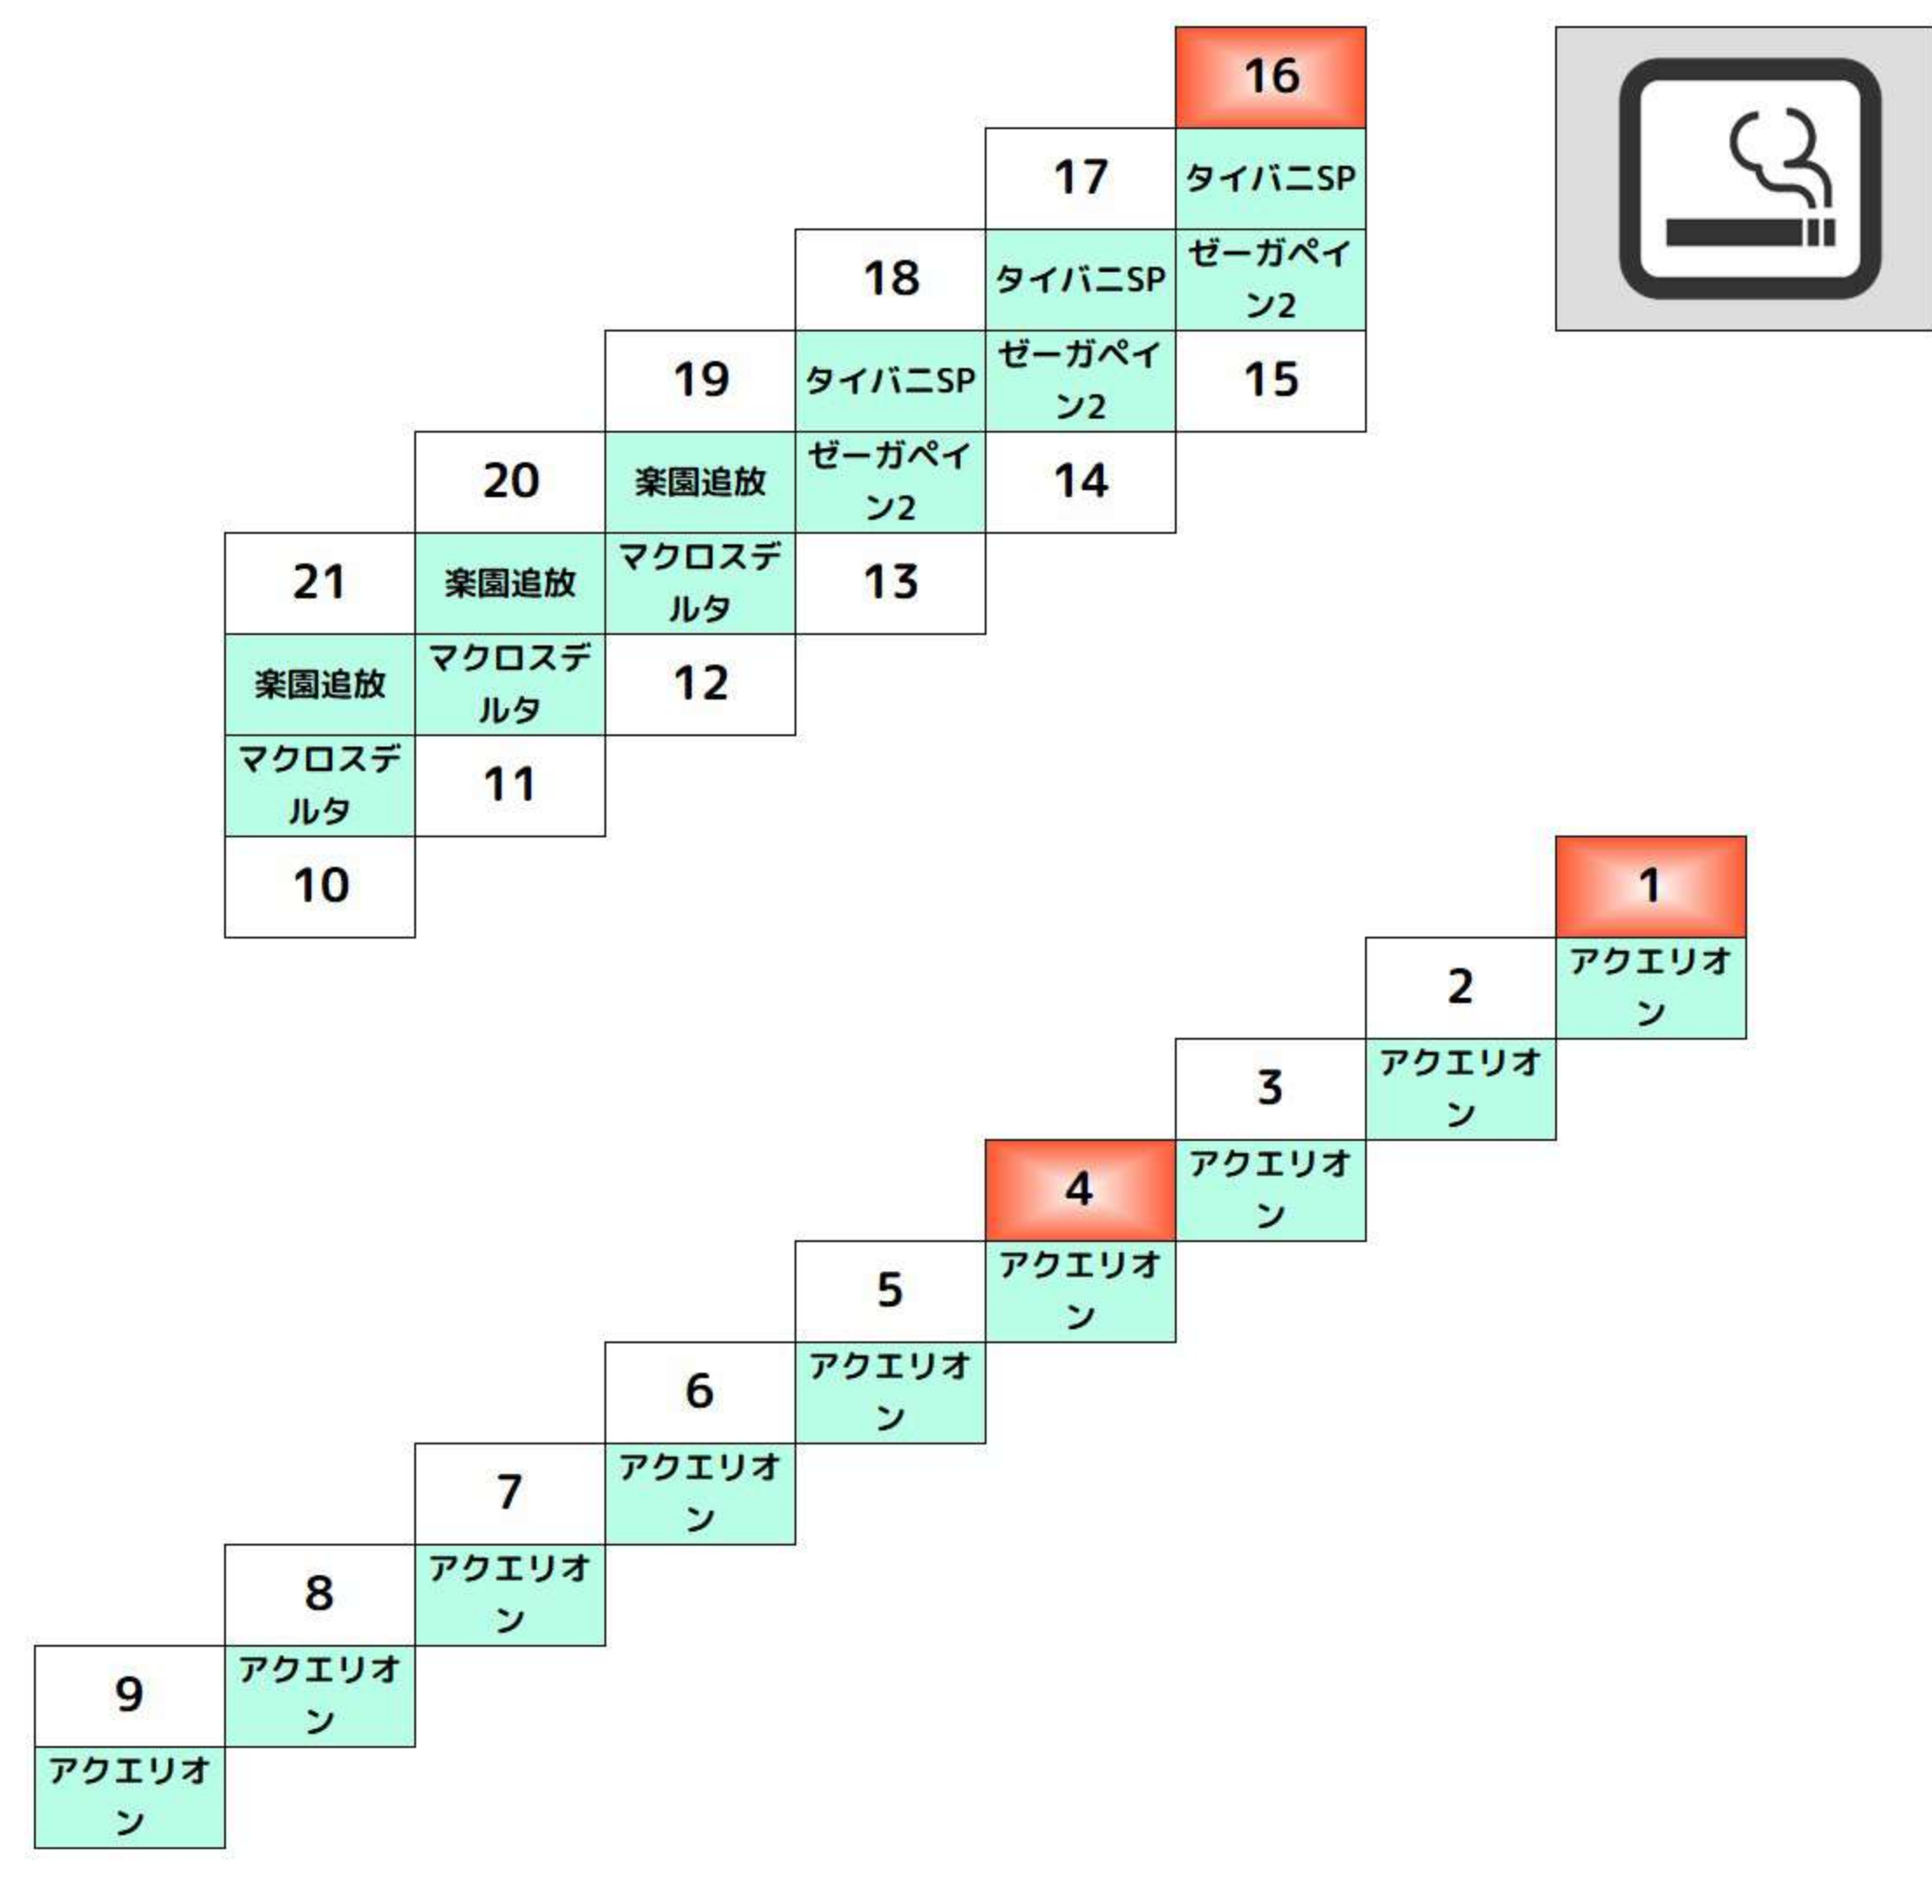 16
17 タイバニSP
18 タイバニSP ゼーガペイ
ン2
19 タイバニSP ゼーガペイ
ン2 15
20 楽園追放 ゼーガペイ
ン2 14
21 楽園追放 マクロスデ
ルタ 13
楽園追放 マクロスデ
ルタ 12
マクロスデ
ルタ 11
10 1
2 アクエリオ
ン
3 アクエリオ
ン
4 アクエリオ
ン
5 アクエリオ
ン
6 アクエリオ
ン
7 アクエリオ
ン
8 アクエリオ
ン
9 アクエリオ
ン
アクエリオ
ン